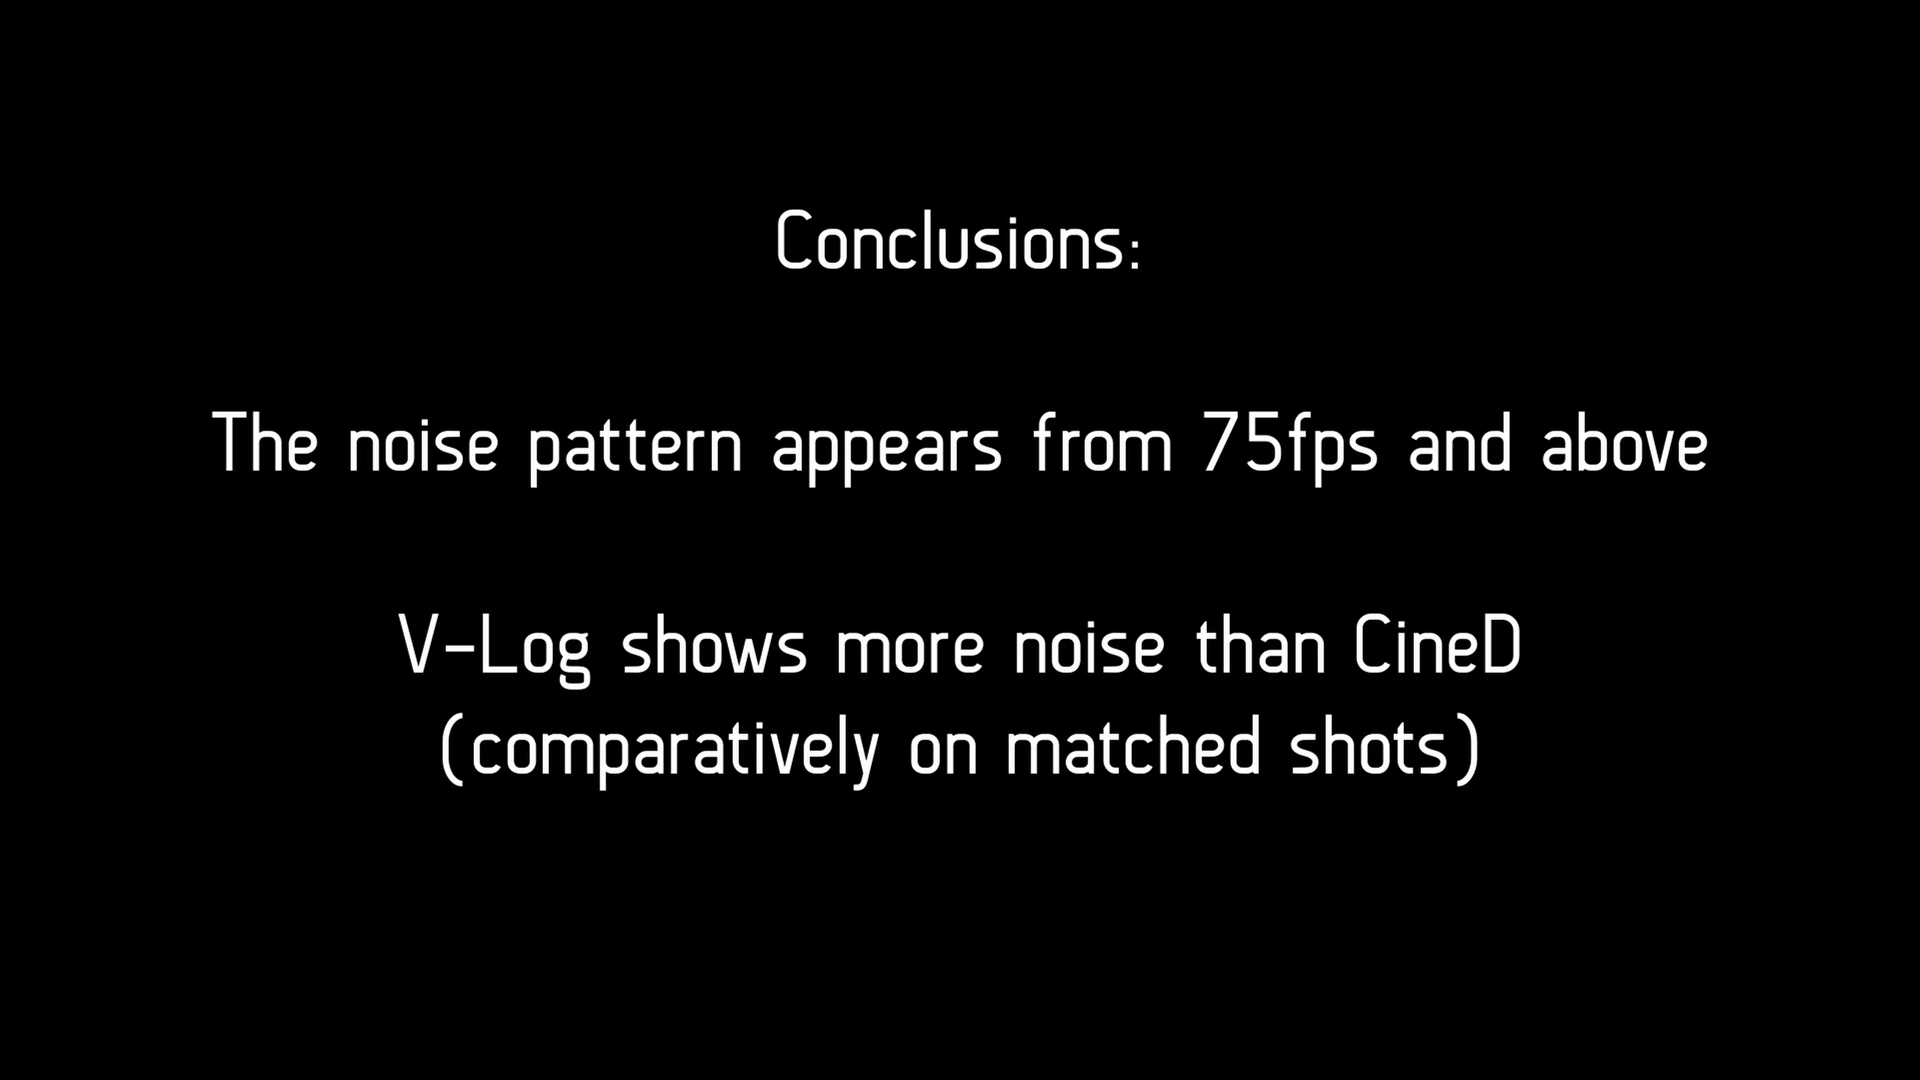 Conclusions:
The noise pattern appears from 75fps and above
V-Log shows more noise than CineD
(comparatively on matched shots)